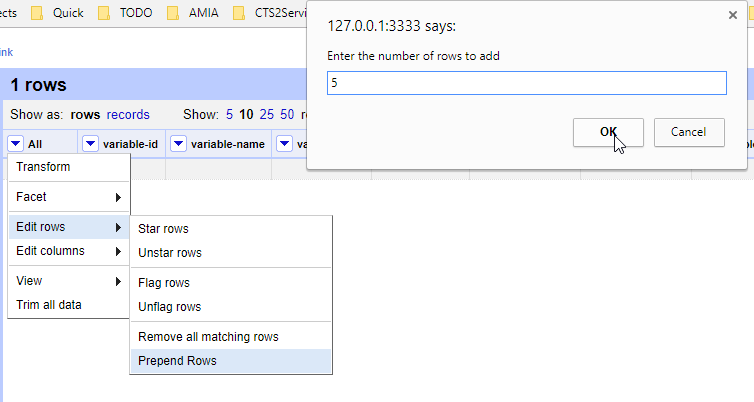 ects Quick TODO AMIA CTS2Servi
127.0.0.1:3333 says:
Enter the number of rows to add
5
OK Cancel
ink
1 rows
Show as: rows records Show: 5 10 25 50
All variable-id variable-name va
Transform
Facet
Edit rows
Edit columns
View
Trim all data
Star rows
Unstar rows
Flag rows
Unflag rows
Remove all matching rows
Prepend Rows